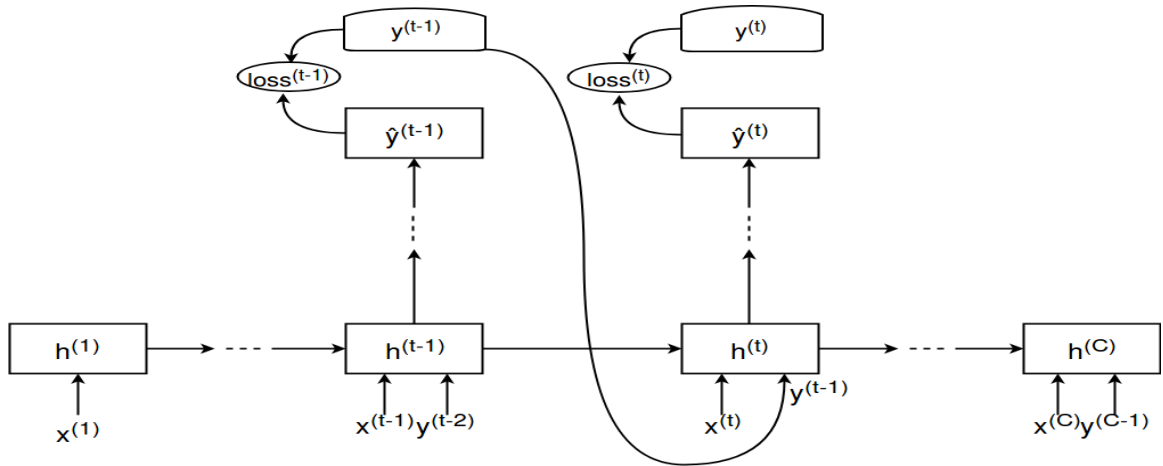 y⁽ᵗ⁻¹⁾ y⁽ᵗ⁾
loss⁽ᵗ⁻¹⁾ loss⁽ᵗ⁾
ŷ⁽ᵗ⁻¹⁾ ŷ⁽ᵗ⁾
h⁽¹⁾ h⁽ᵗ⁻¹⁾ h⁽ᵗ⁾ h⁽ꟲ⁾
y⁽ᵗ⁻¹⁾
x⁽¹⁾ x⁽ᵗ⁻¹⁾y⁽ᵗ⁻²⁾ x⁽ᵗ⁾ x⁽ꟲ⁾y⁽ꟲ⁻¹⁾